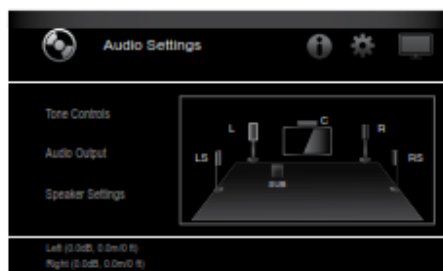 Audio Settings
Tone Controls
Audio Output
Speaker Settings
L
C
R
LS
RS
SUB
Left (0.0dB, 0.0m/0 ft)
Right (0.0dB, 0.0m/0 ft)